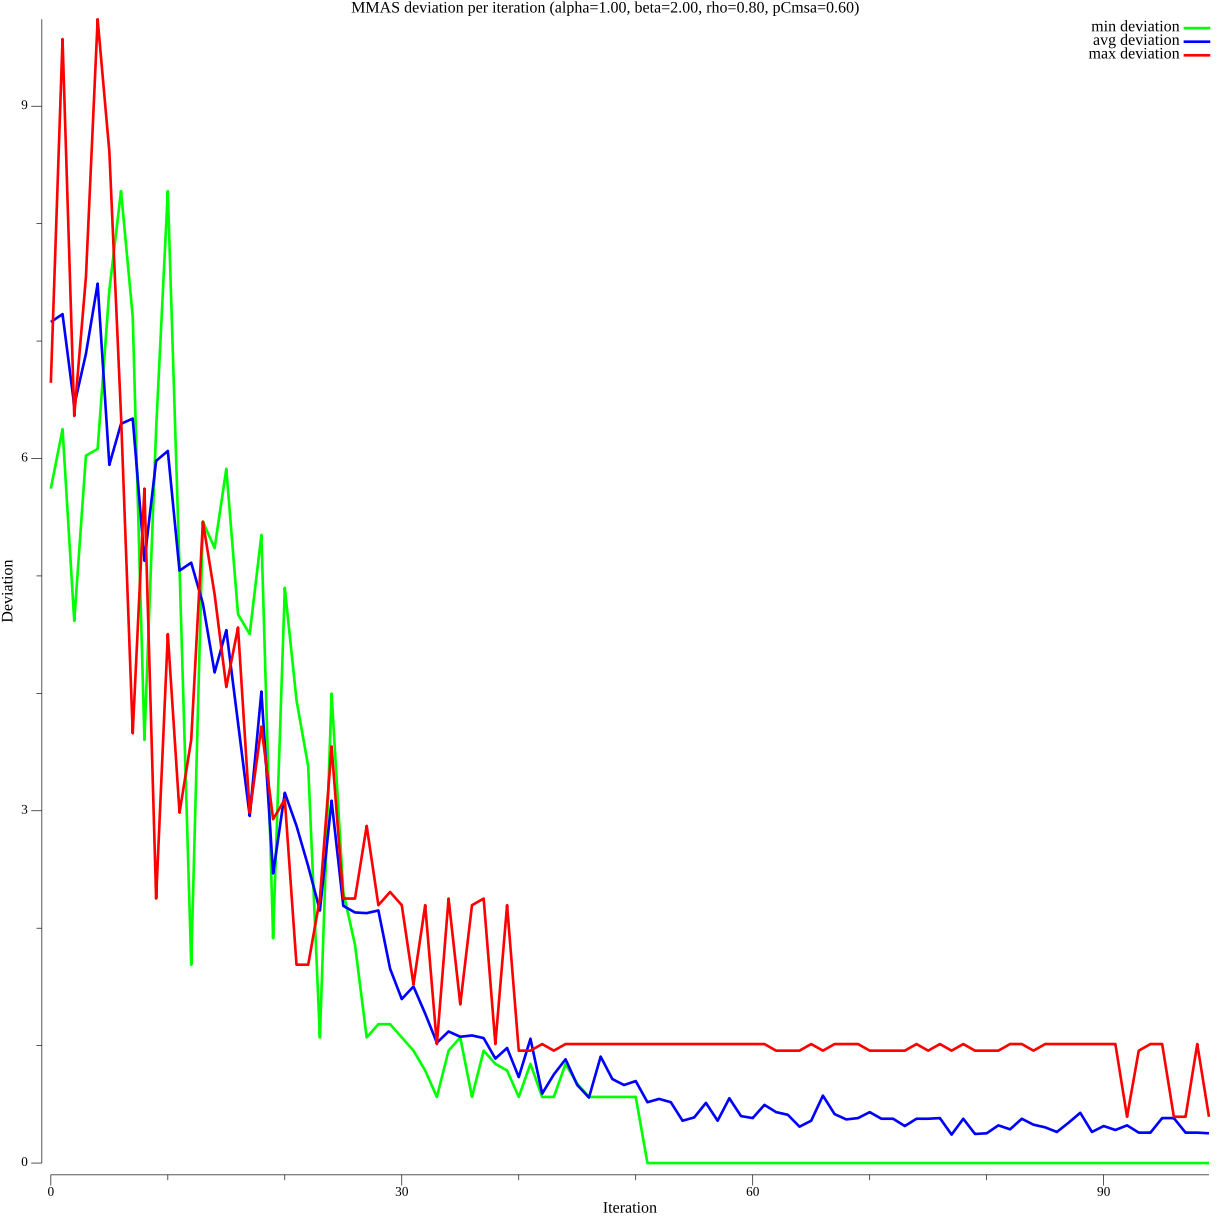 MMAS deviation per iteration (alpha=1.00, beta=2.00, rho=0.80, pCmsa=0.60)
min deviation
avg deviation
max deviation
9
6
3
0
Deviation
0 30 60 90
Iteration